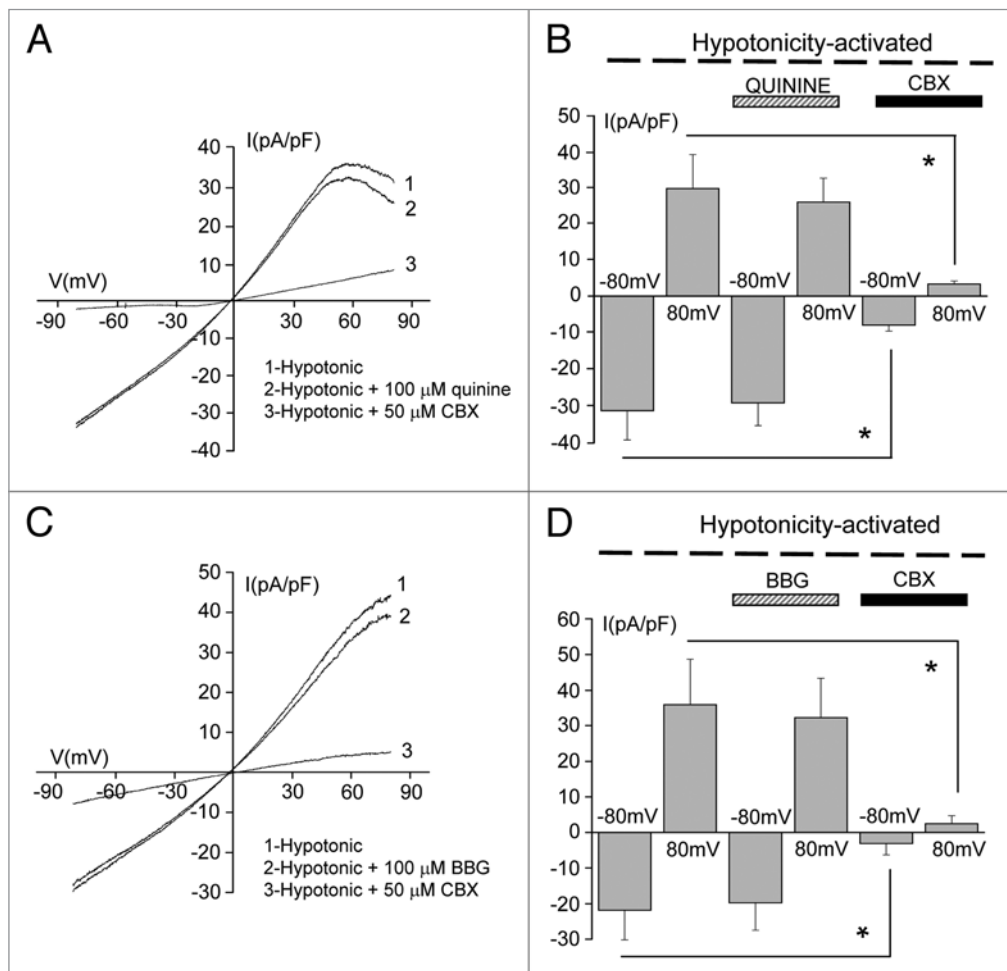 A
I(pA/pF)
40
30
20
10
1
2
3
V(mV)
-90
-60
-30
30
60
90
-10
-20
-30
-40
1-Hypotonic
2-Hypotonic + 100 μM quinine
3-Hypotonic + 50 μM CBX
B
Hypotonicity-activated
QUININE
CBX
I(pA/pF)
50
40
30
20
10
0
-10
-20
-30
-40
-80mV
80mV
-80mV
80mV
-80mV
80mV
*
*
C
I(pA/pF)
50
40
30
20
10
1
2
3
V(mV)
-90
-60
-30
30
60
90
-10
-20
-30
1-Hypotonic
2-Hypotonic + 100 μM BBG
3-Hypotonic + 50 μM CBX
D
Hypotonicity-activated
BBG
CBX
I(pA/pF)
60
50
40
30
20
10
0
-10
-20
-30
-80mV
80mV
-80mV
80mV
-80mV
80mV
*
*